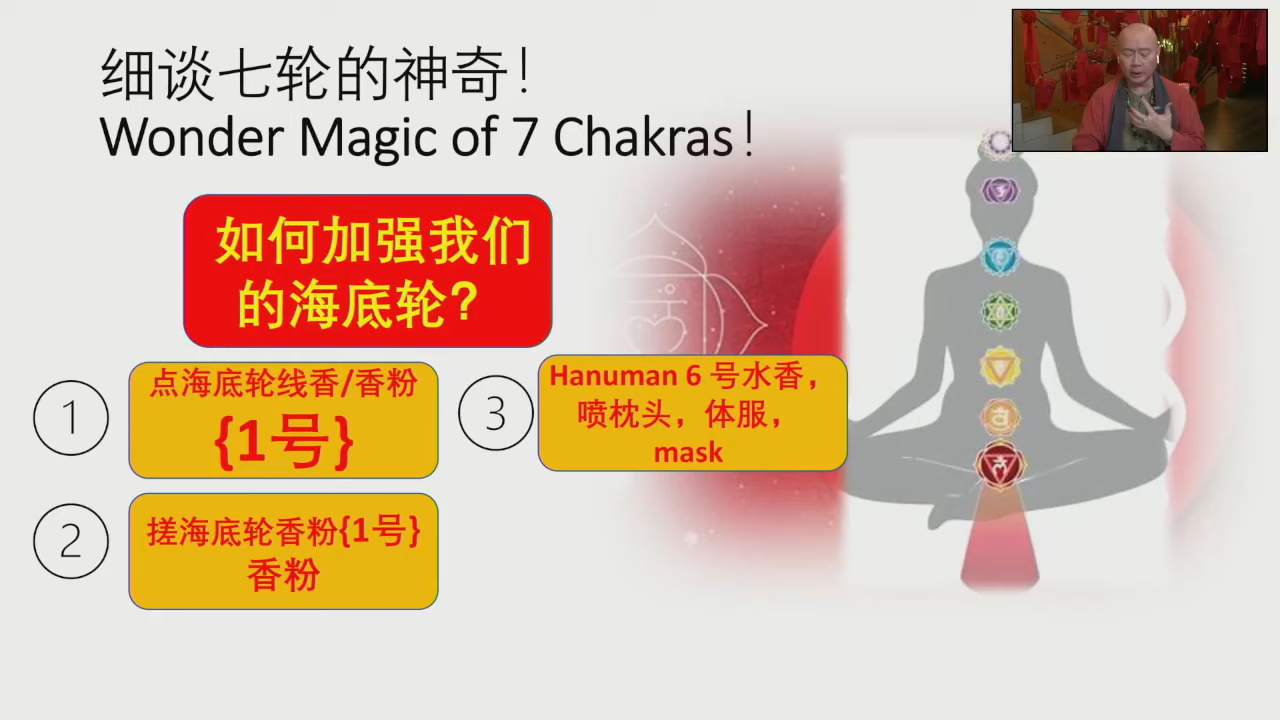 细谈七轮的神奇！
Wonder Magic of 7 Chakras！
如何加强我们
的海底轮？
1
点海底轮线香/香粉
{1号}
2
搓海底轮香粉{1号}
香粉
3
Hanuman 6 号水香，
喷枕头，体服，
mask